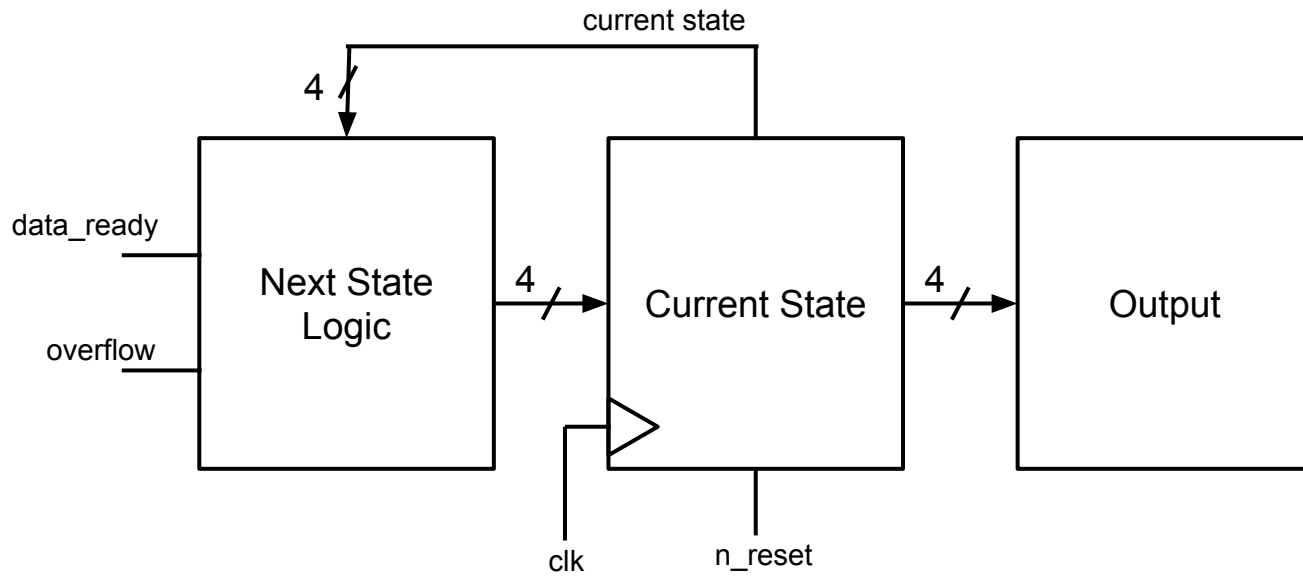 current state
4
data_ready
overflow
Next State
Logic
4
Current State
4
Output
clk
n_reset